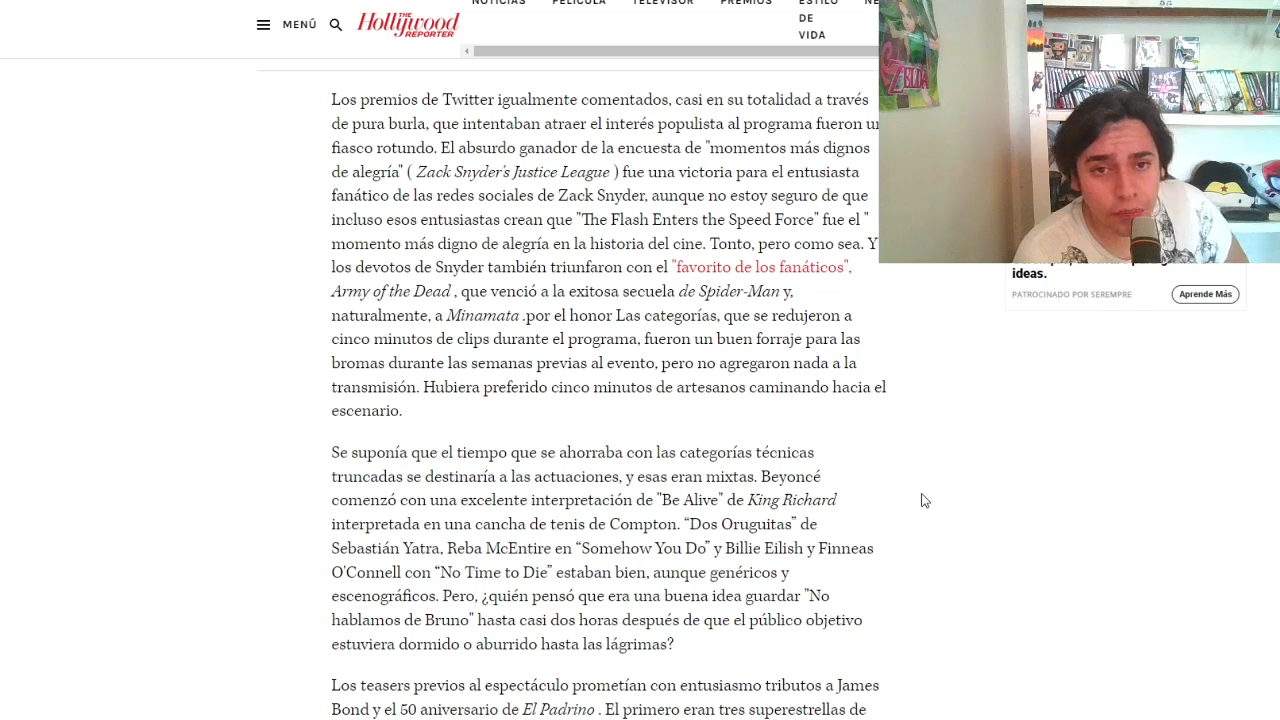 NOTICIAS PELÍCULA TELEVISOR PREMIOS ESTILO
DE
VIDA
MENÚ
THE
Hollywood
REPORTER
Los premios de Twitter igualmente comentados, casi en su totalidad a través
de pura burla, que intentaban atraer el interés populista al programa fueron un
fiasco rotundo. El absurdo ganador de la encuesta de "momentos más dignos
de alegría" ( Zack Snyder's Justice League ) fue una victoria para el entusiasta
fanático de las redes sociales de Zack Snyder, aunque no estoy seguro de que
incluso esos entusiastas crean que "The Flash Enters the Speed Force" fue el "
momento más digno de alegría en la historia del cine. Tonto, pero como sea. Y
los devotos de Snyder también triunfaron con el "favorito de los fanáticos",
Army of the Dead , que venció a la exitosa secuela de Spider-Man y,
naturalmente, a Minamata .por el honor Las categorías, que se redujeron a
cinco minutos de clips durante el programa, fueron un buen forraje para las
bromas durante las semanas previas al evento, pero no agregaron nada a la
transmisión. Hubiera preferido cinco minutos de artesanos caminando hacia el
escenario.
Se suponía que el tiempo que se ahorraba con las categorías técnicas
truncadas se destinaría a las actuaciones, y esas eran mixtas. Beyoncé
comenzó con una excelente interpretación de "Be Alive" de King Richard
interpretada en una cancha de tenis de Compton. “Dos Oruguitas” de
Sebastián Yatra, Reba McEntire en “Somehow You Do” y Billie Eilish y Finneas
O'Connell con “No Time to Die” estaban bien, aunque genéricos y
escenográficos. Pero, ¿quién pensó que era una buena idea guardar "No
hablamos de Bruno" hasta casi dos horas después de que el público objetivo
estuviera dormido o aburrido hasta las lágrimas?
Los teasers previos al espectáculo prometían con entusiasmo tributos a James
Bond y el 50 aniversario de El Padrino . El primero eran tres superestrellas de
ZELDA
ideas.
PATROCINADO POR SEREMPRE
Aprende Más